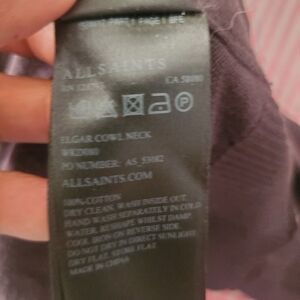 ALLSAINTS
CA 58080
ELGAR COWL NECK
PO NUMBER: AS_53082
ALLSAINTS.COM
100% COTTON
DRY CLEAN. WASH INSIDE OUT.
HAND WASH SEPARATELY IN COLD
WATER. RESHAPE WHILST DAMP.
COOL IRON ON REVERSE SIDE.
DO NOT DRY IN DIRECT SUNLIGHT
DRY FLAT. STORE FLAT
MADE IN CHINA